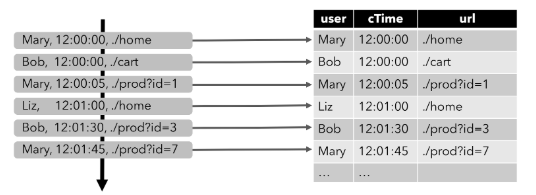 Mary, 12:00:00, ./home
Bob, 12:00:00, ./cart
Mary, 12:00:05, ./prod?id=1
Liz, 12:01:00, ./home
Bob, 12:01:30, ./prod?id=3
Mary, 12:01:45, ./prod?id=7
user cTime url
Mary 12:00:00 ./home
Bob 12:00:00 ./cart
Mary 12:00:05 ./prod?id=1
Liz 12:01:00 ./home
Bob 12:01:30 ./prod?id=3
Mary 12:01:45 ./prod?id=7
... ...